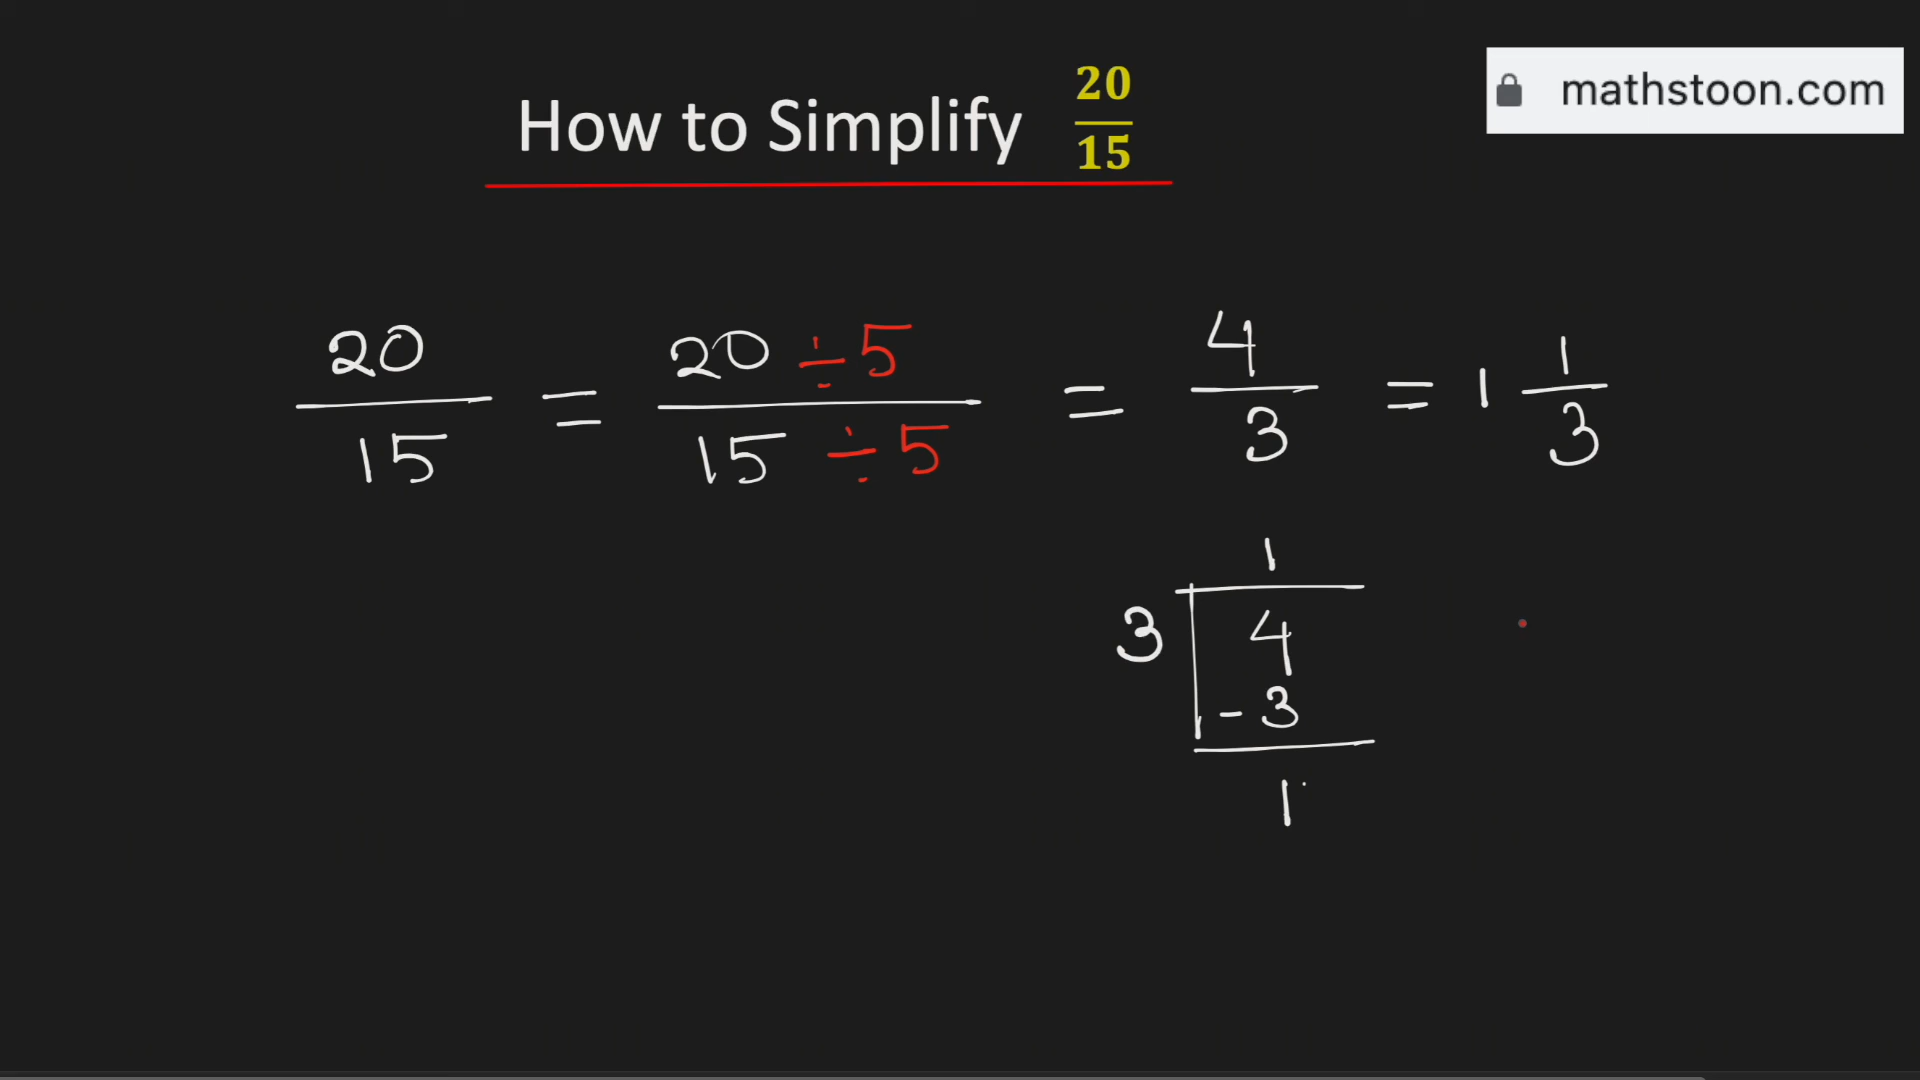 How to Simplify 20/15
mathstoon.com
20/15 = 20 ÷ 5 / 15 ÷ 5 = 4/3 = 1 1/3
1
3 4
- 3
1